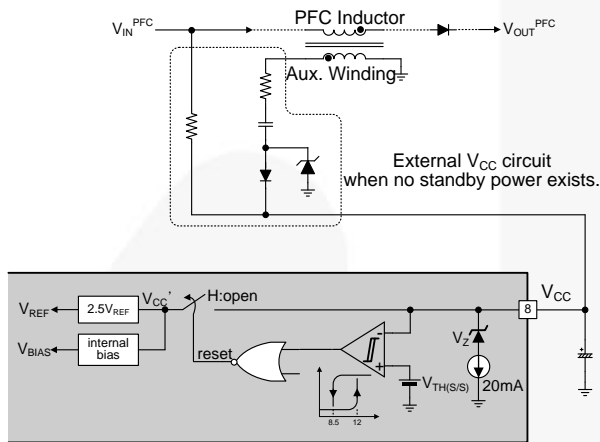 PFC Inductor
V_IN^PFC
V_OUT^PFC
Aux. Winding
External V_CC circuit
when no standby power exists.
H:open
V_CC
8
V_CC'
2.5V_REF
V_REF
V_Z
internal
bias
V_BIAS
reset
V_TH(S/S)
20mA
8.5 12